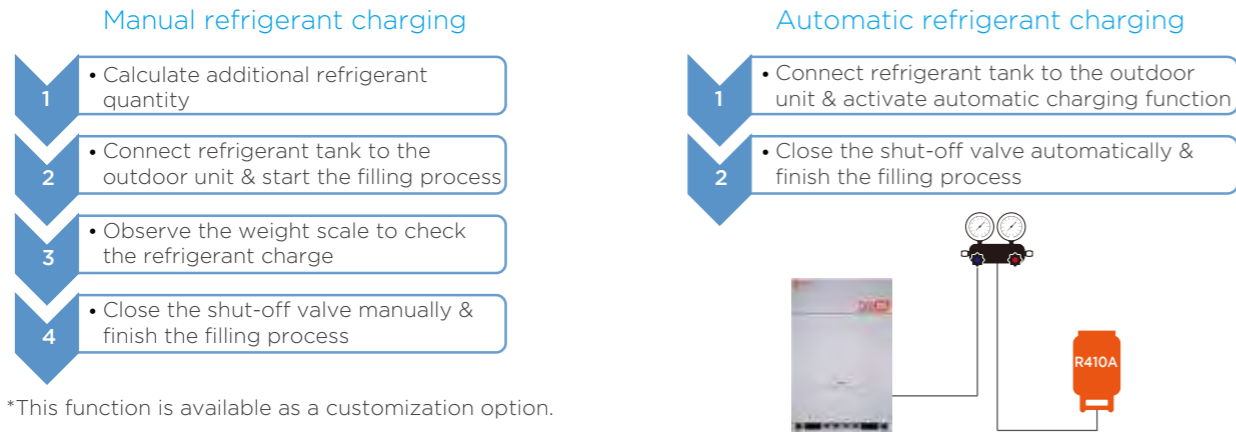 Manual refrigerant charging
1
• Calculate additional refrigerant
quantity
2
• Connect refrigerant tank to the
outdoor unit & start the filling process
3
• Observe the weight scale to check
the refrigerant charge
4
• Close the shut-off valve manually &
finish the filling process
*This function is available as a customization option.
Automatic refrigerant charging
1
• Connect refrigerant tank to the outdoor
unit & activate automatic charging function
2
• Close the shut-off valve automatically &
finish the filling process
R410A